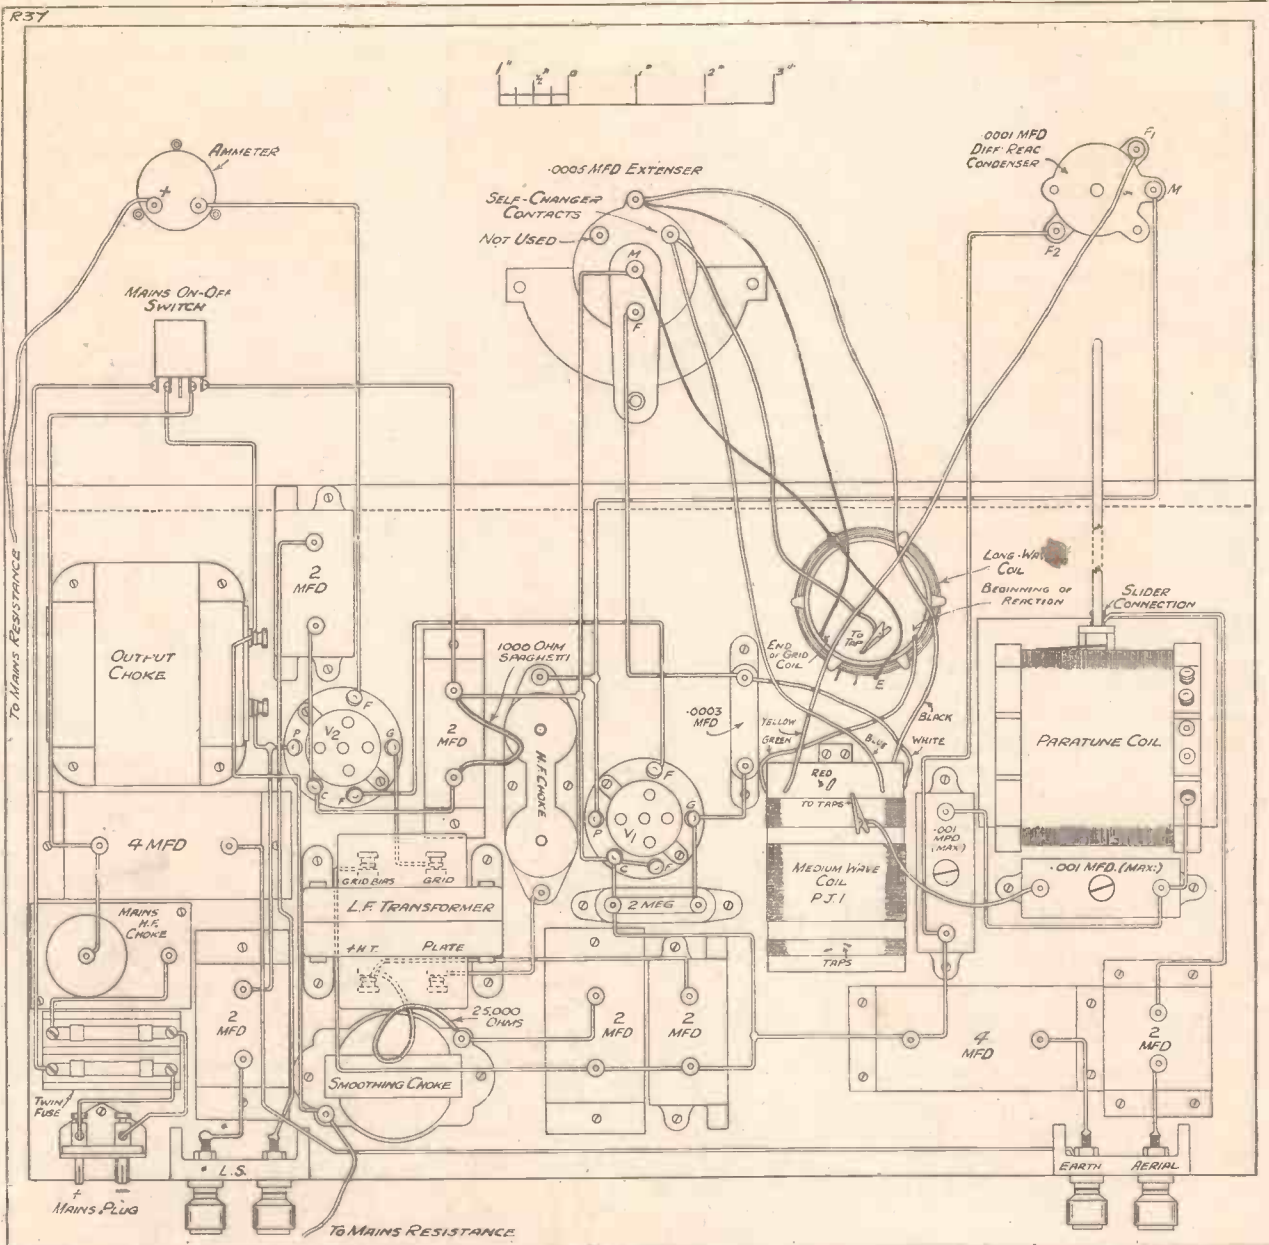 R37
1" ½" 0 1" 2" 3"
AMMETER
+
MAINS ON-OFF
SWITCH
.0005 MFD EXTENSER
SELF-CHANGER
CONTACTS
NOT USED
M
F
.0001 MFD
DIFF REAC
CONDENSER
F1
M
F2
TO MAINS RESISTANCE
2
MFD
OUTPUT
CHOKE
1000 OHM
SPAGHETTI
LONG-WAVE
COIL
BEGINNING OF
REACTION
TO
TAP
END
OF GRID
COIL
E
SLIDER
CONNECTION
F
P
V2
G
C
F
2
MFD
H.F. CHOKE
.0003
MFD
YELLOW
GREEN
BLUE
BLACK
WHITE
PARATUNE COIL
RED
TO TAPS
F
P
V1
G
C
F
4 MFD
GRID BIAS
GRID
L.F. TRANSFORMER
+H.T.
PLATE
2 MEG
MEDIUM WAVE
COIL
P.J.1
TAPS
.001
MFD
(MAX)
.001 MFD.(MAX:)
MAINS
H.F.
CHOKE
2
MFD
25,000
OHMS
SMOOTHING CHOKE
2
MFD
2
MFD
4
MFD
2
MFD
TWIN
FUSE
+
-
MAINS PLUG
L.S.
TO MAINS RESISTANCE
EARTH
AERIAL